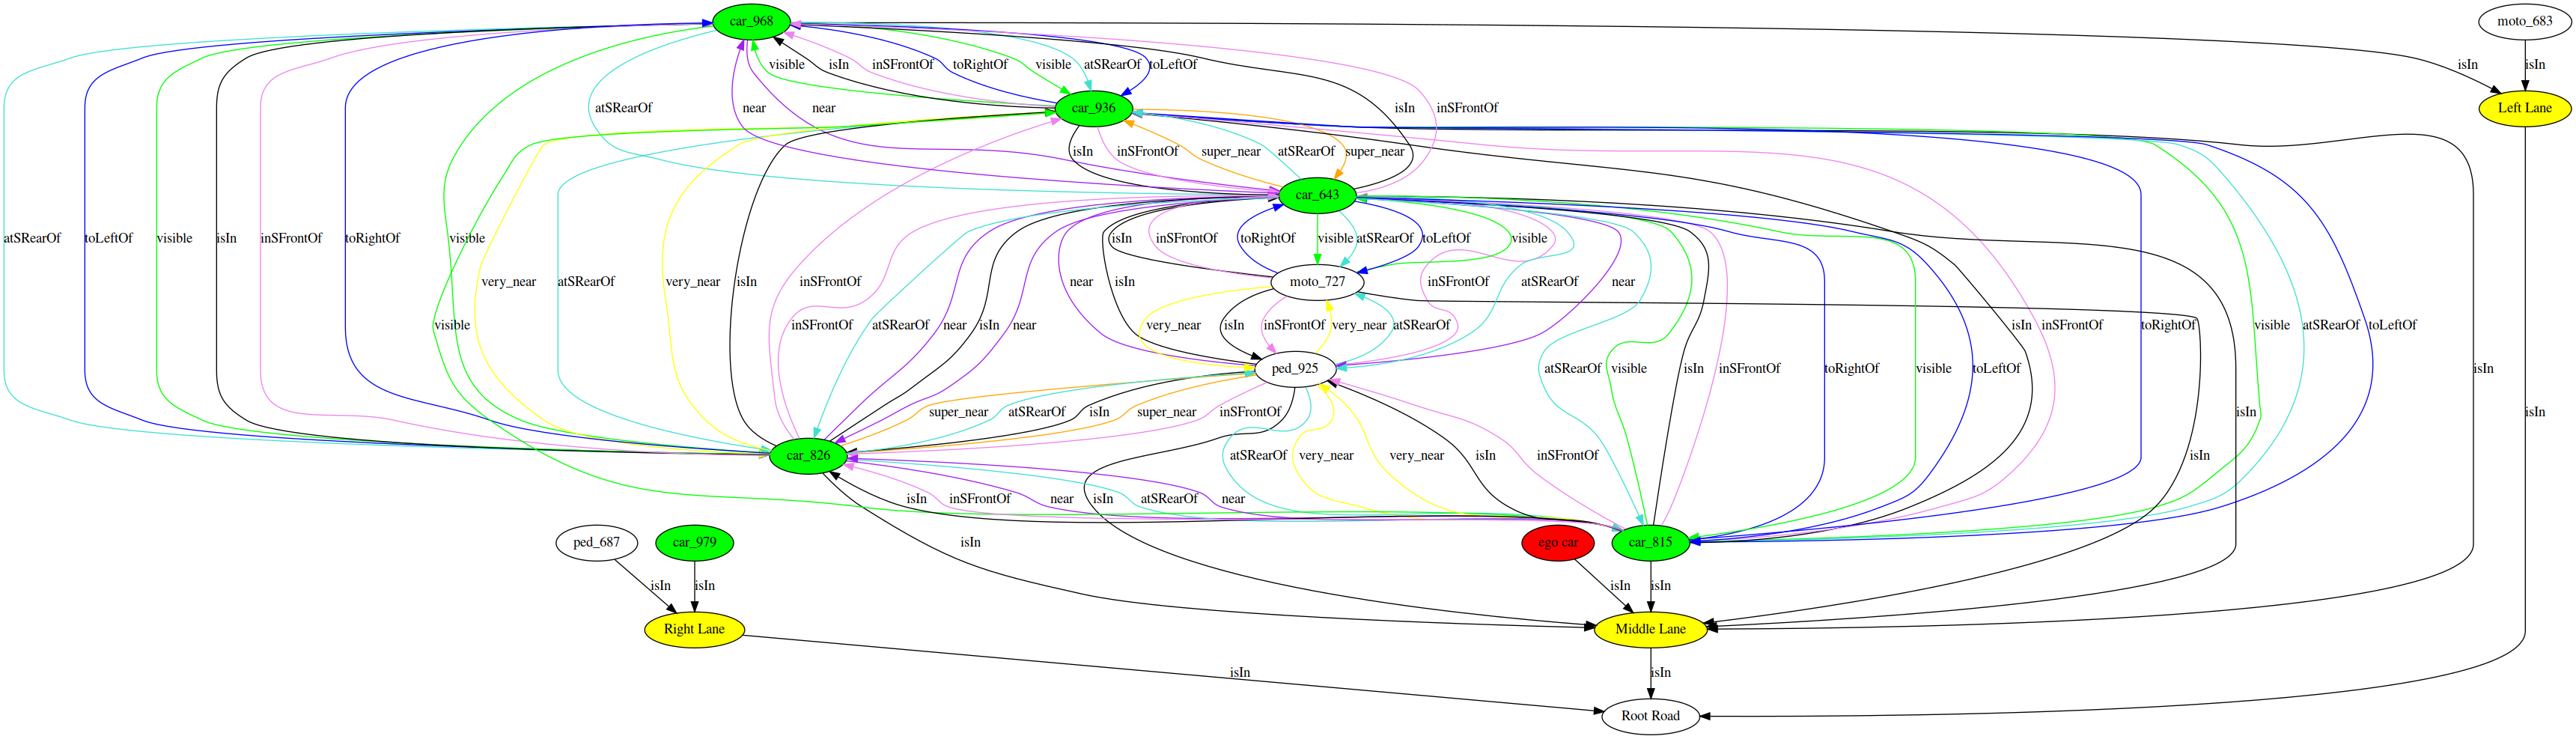 car_968
moto_683
visible isIn inSFrontOf toRightOf visible atSRearOf toLeftOf isIn isIn
atSRearOf near near car_936 isIn inSFrontOf Left Lane
isIn inSFrontOf super_near atSRearOf super_near
car_643
atSRearOf toLeftOf visible isIn inSFrontOf toRightOf visible isIn inSFrontOf toRightOf visible atSRearOf toLeftOf visible
very_near atSRearOf very_near isIn inSFrontOf near isIn moto_727 inSFrontOf atSRearOf near
visible inSFrontOf atSRearOf near isIn near very_near isIn inSFrontOf very_near atSRearOf isIn inSFrontOf toRightOf visible atSRearOf toLeftOf
ped_925 atSRearOf visible isIn inSFrontOf toRightOf visible toLeftOf isIn
super_near atSRearOf isIn super_near inSFrontOf isIn isIn
car_826 atSRearOf very_near very_near isIn inSFrontOf isIn
isIn inSFrontOf near isIn atSRearOf near
ped_687 car_979 isIn ego car car_815
isIn isIn isIn isIn
Right Lane Middle Lane
isIn isIn
Root Road